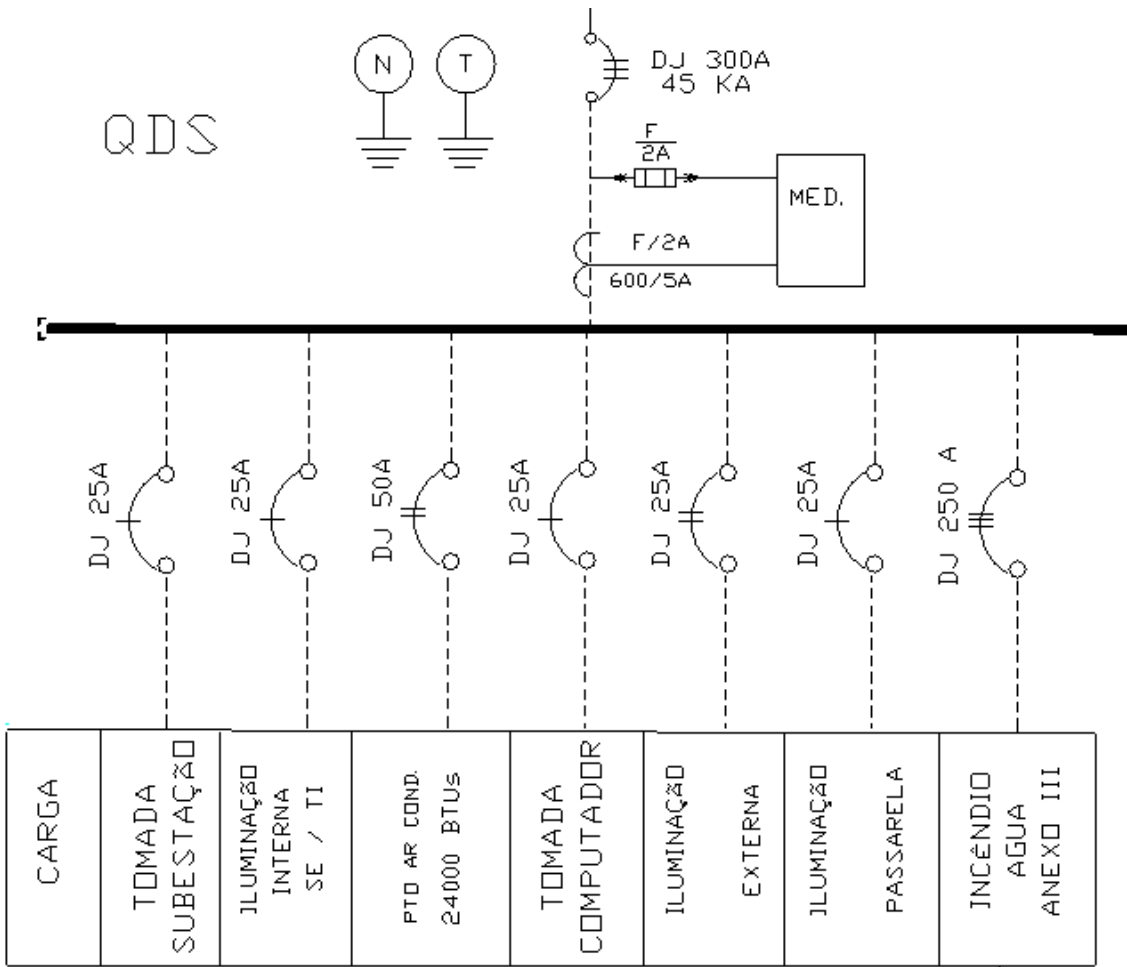 QDS
N
T
DJ 300A
45 KA
F
2A
MED.
F/2A
600/5A
DJ 25A
DJ 25A
DJ 50A
DJ 25A
DJ 25A
DJ 25A
DJ 250 A
CARGA
TOMADA
SUBESTAÇÃO
ILUMINAÇÃO
INTERNA
SE / TI
PTO AR COND.
24000 BTUs
TOMADA
COMPUTADOR
ILUMINAÇÃO
EXTERNA
ILUMINAÇÃO
PASSARELA
INCÊNDIO
AGUA
ANEXO III